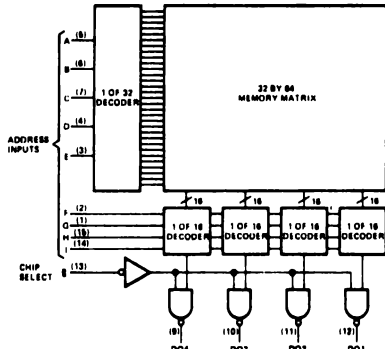 ADDRESS INPUTS
A (5)
B (6)
C (7)
D (4)
E (3)
1 OF 32 DECODER
32 BY 64 MEMORY MATRIX
16 16 16 16
F (2)
G (1)
H (15)
I (14)
1 OF 16 DECODER
1 OF 16 DECODER
1 OF 16 DECODER
1 OF 16 DECODER
CHIP SELECT
(13)
(9) (10) (11) (12)